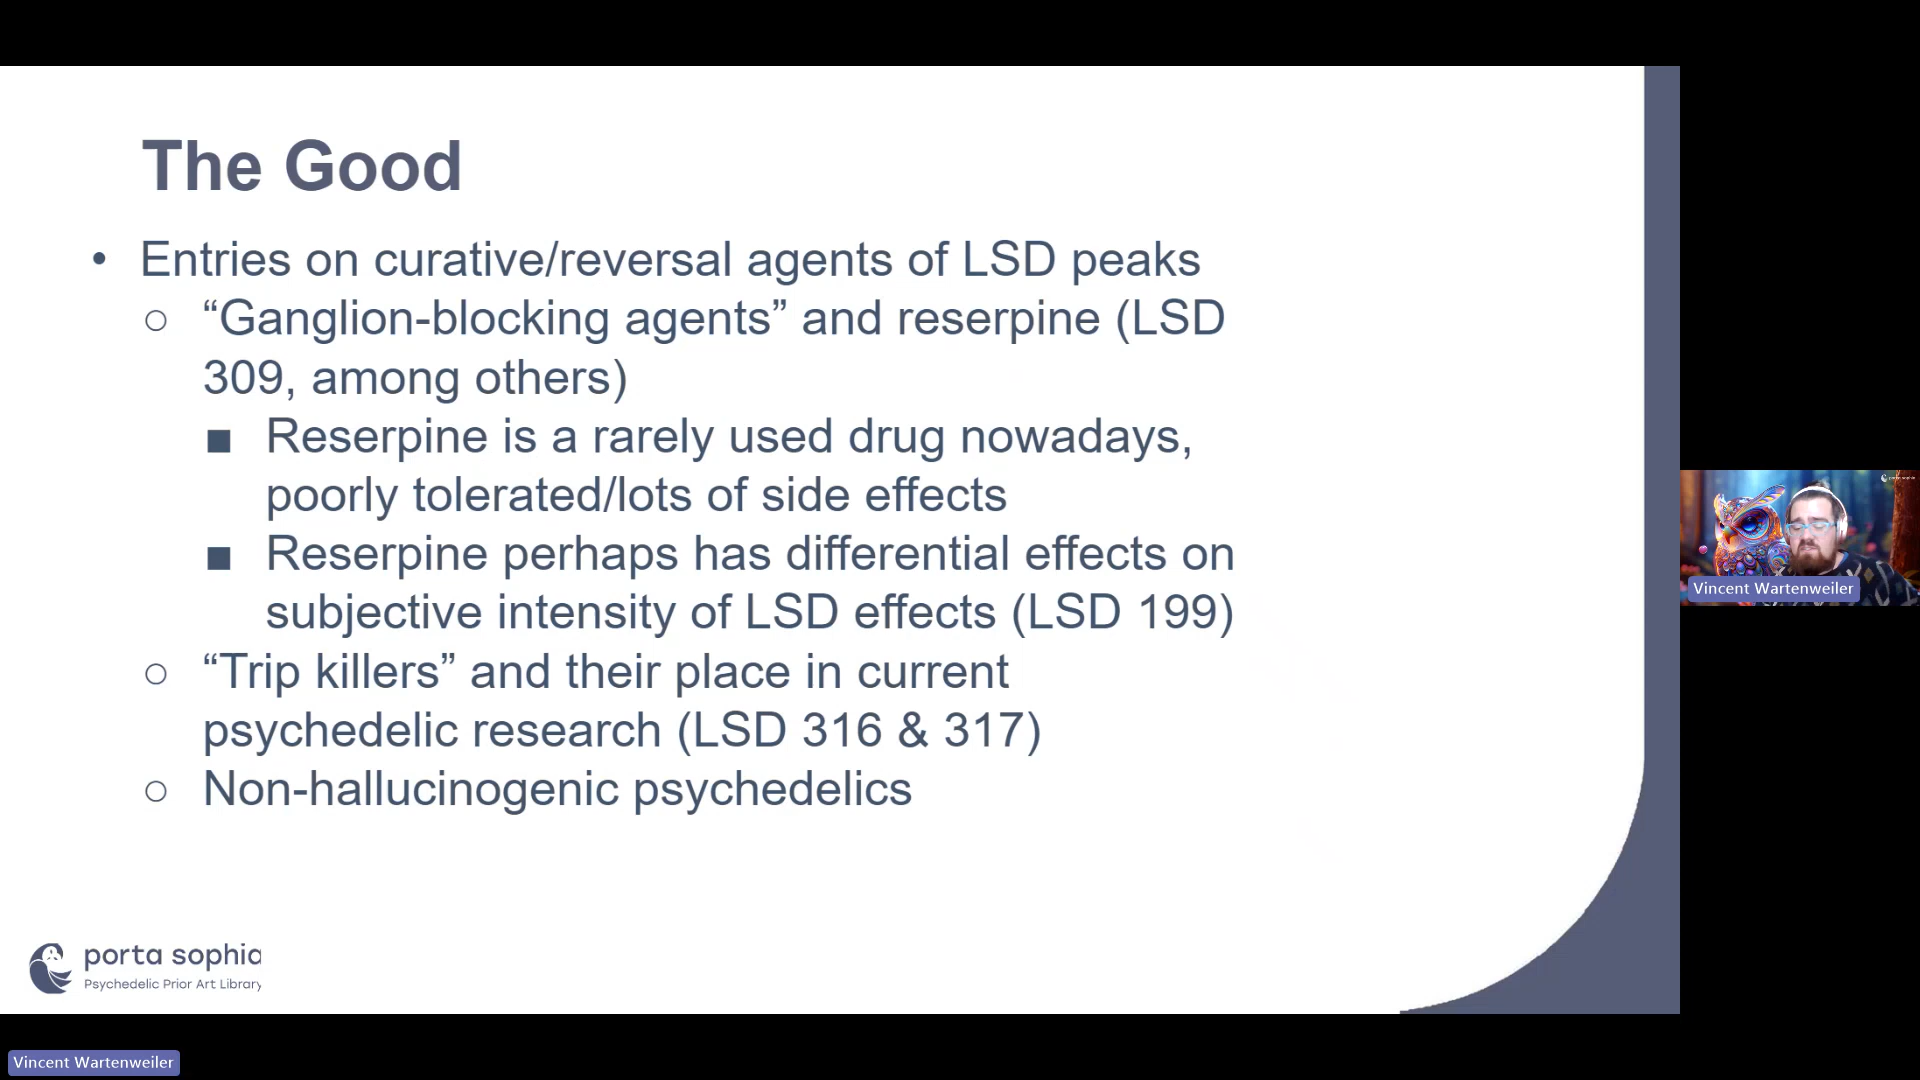 The Good
• Entries on curative/reversal agents of LSD peaks
○ “Ganglion-blocking agents” and reserpine (LSD
309, among others)
■ Reserpine is a rarely used drug nowadays,
poorly tolerated/lots of side effects
■ Reserpine perhaps has differential effects on
subjective intensity of LSD effects (LSD 199)
○ “Trip killers” and their place in current
psychedelic research (LSD 316 & 317)
○ Non-hallucinogenic psychedelics
porta sophia
Psychedelic Prior Art Library
porta sophia
Vincent Wartenweiler
Vincent Wartenweiler